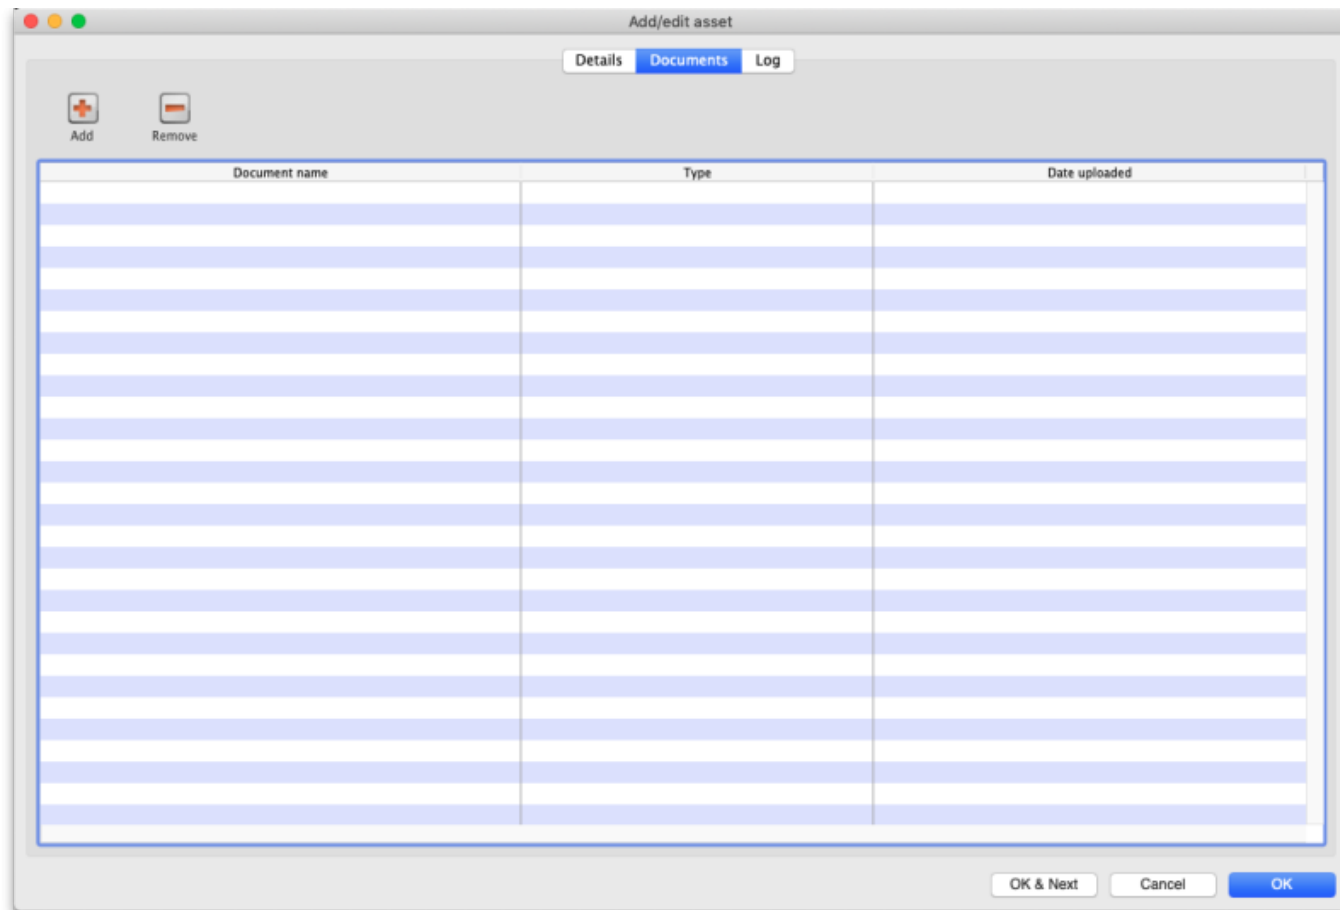 Add/edit asset
Details Documents Log
Add Remove
Document name Type Date uploaded
OK & Next Cancel OK